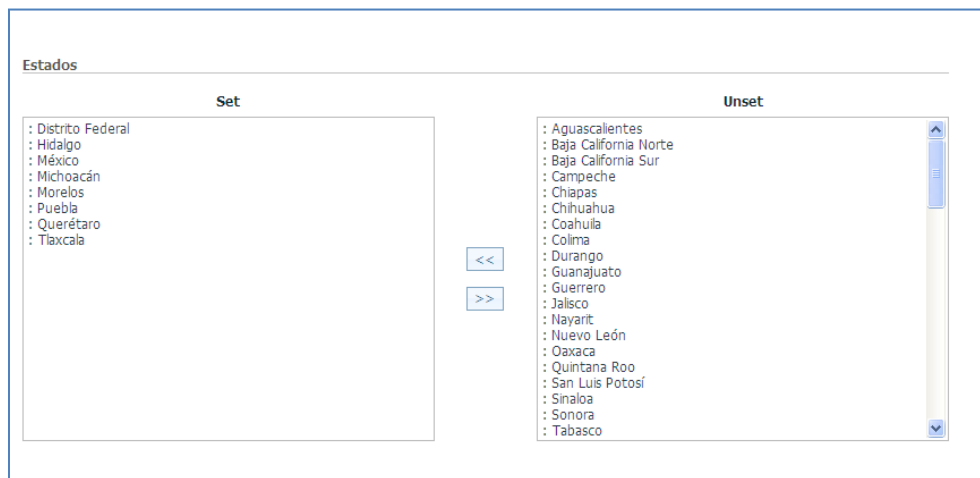 Estados
Set
: Distrito Federal
: Hidalgo
: México
: Michoacán
: Morelos
: Puebla
: Querétaro
: Tlaxcala
<<
>>
Unset
: Aguascalientes
: Baja California Norte
: Baja California Sur
: Campeche
: Chiapas
: Chihuahua
: Coahuila
: Colima
: Durango
: Guanajuato
: Guerrero
: Jalisco
: Nayarit
: Nuevo León
: Oaxaca
: Quintana Roo
: San Luis Potosí
: Sinaloa
: Sonora
: Tabasco